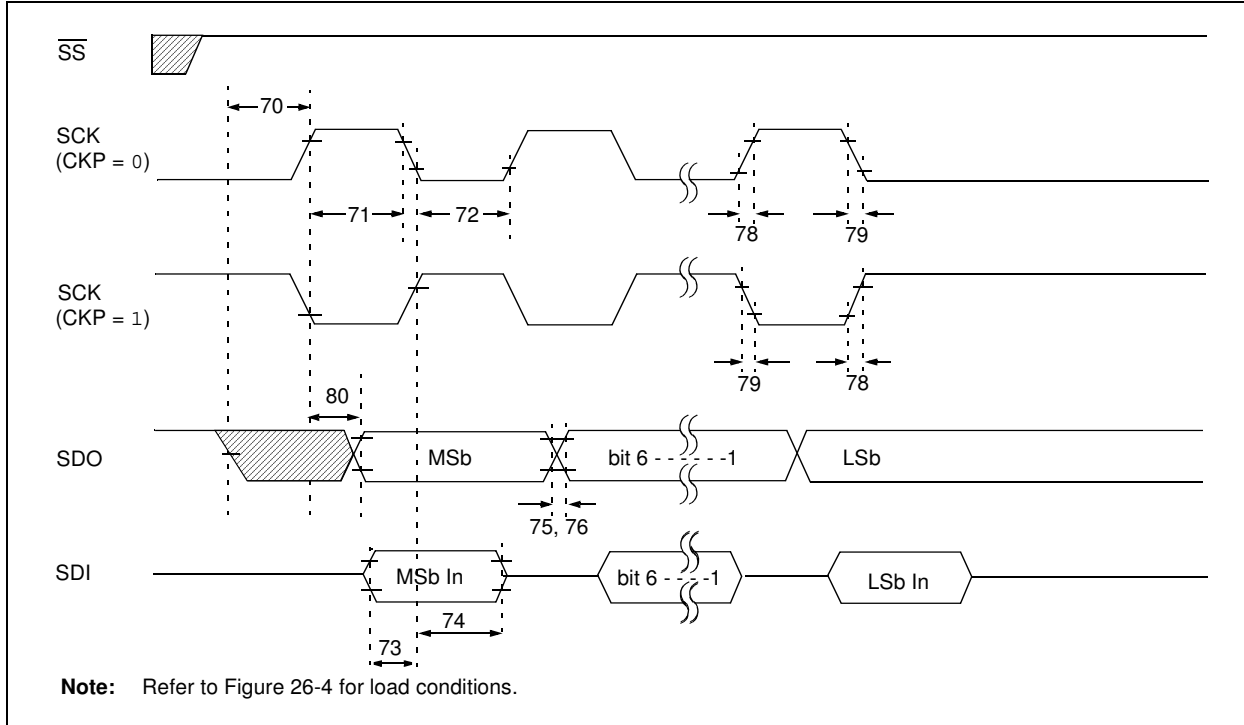 SS
70
SCK
(CKP = 0)
71
72
78
79
SCK
(CKP = 1)
79
78
80
SDO
MSb
bit 6 - - - - - - -1
LSb
75, 76
SDI
MSb In
bit 6 - - - - -1
LSb In
74
73
Note: Refer to Figure 26-4 for load conditions.